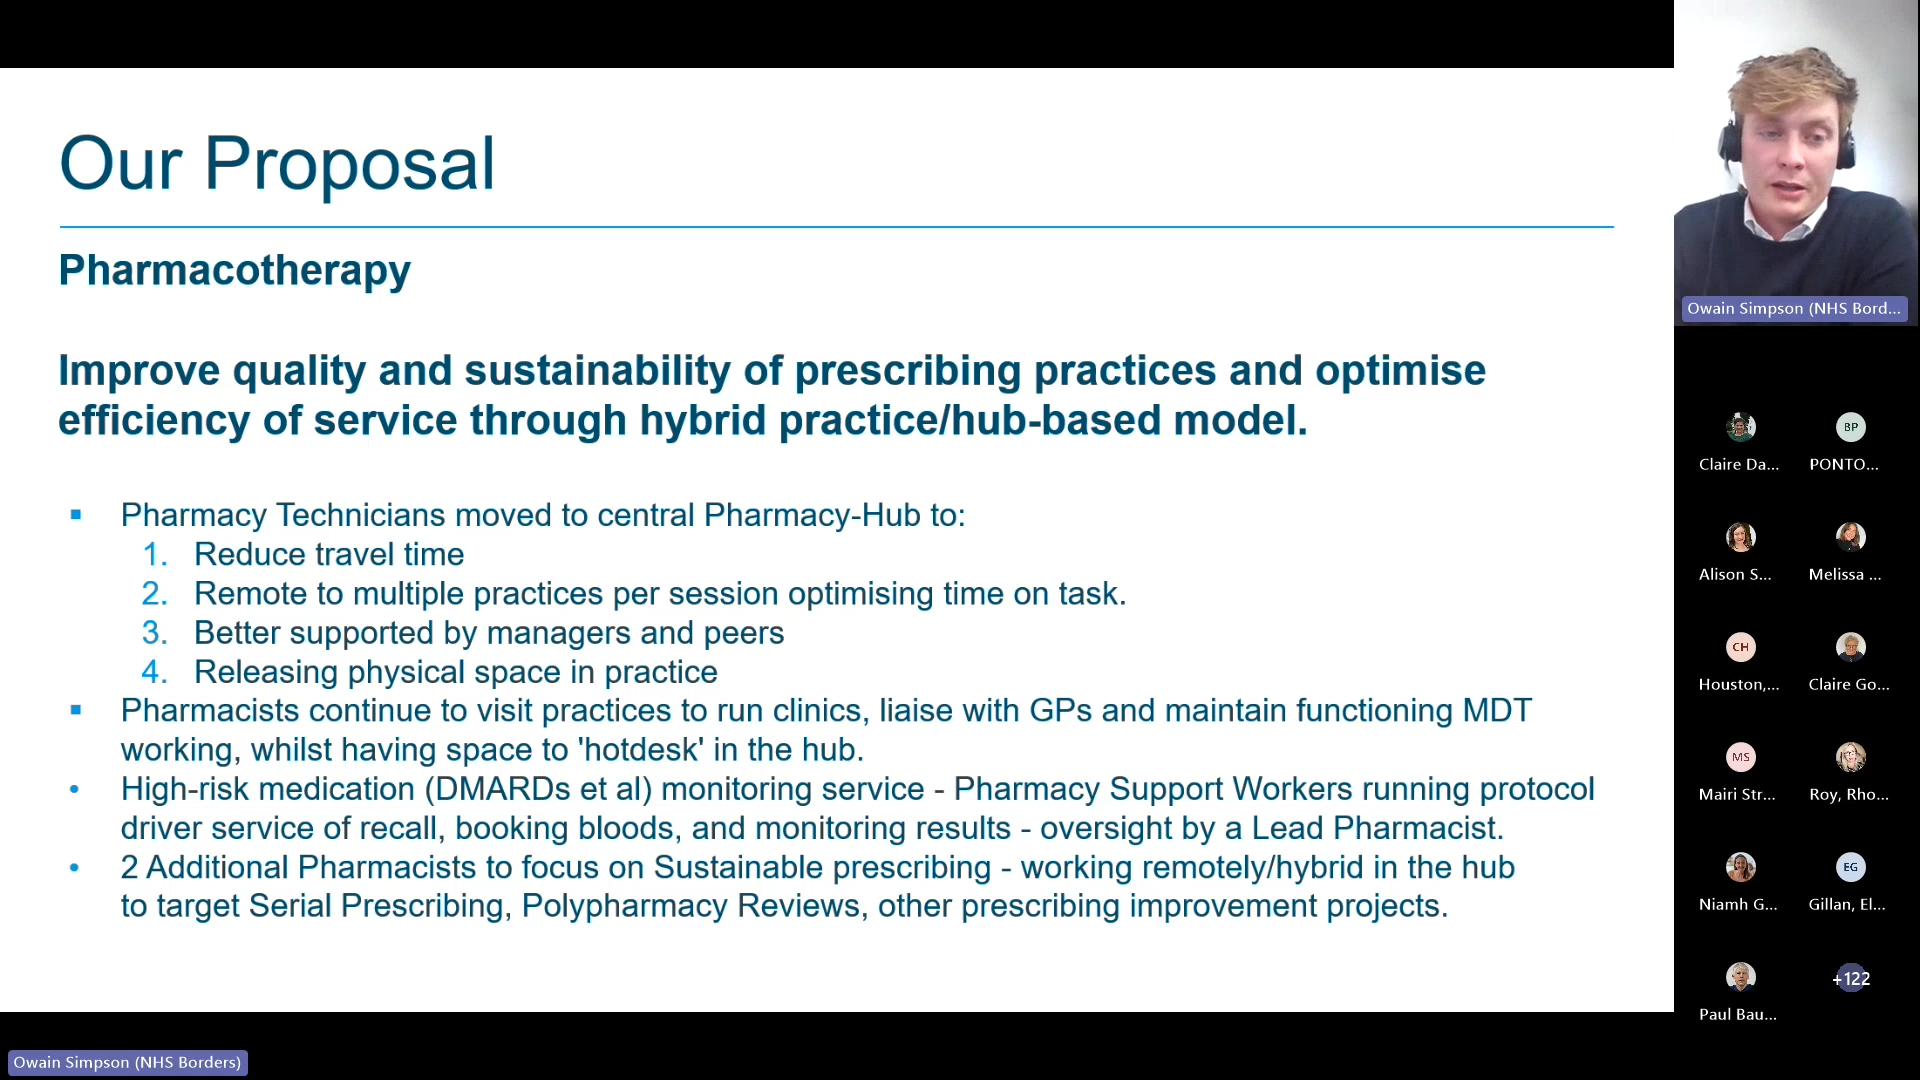 Our Proposal
Pharmacotherapy
Improve quality and sustainability of prescribing practices and optimise
efficiency of service through hybrid practice/hub-based model.
Pharmacy Technicians moved to central Pharmacy-Hub to:
1. Reduce travel time
2. Remote to multiple practices per session optimising time on task.
3. Better supported by managers and peers
4. Releasing physical space in practice
Pharmacists continue to visit practices to run clinics, liaise with GPs and maintain functioning MDT
working, whilst having space to 'hotdesk' in the hub.
High-risk medication (DMARDs et al) monitoring service - Pharmacy Support Workers running protocol
driver service of recall, booking bloods, and monitoring results - oversight by a Lead Pharmacist.
2 Additional Pharmacists to focus on Sustainable prescribing - working remotely/hybrid in the hub
to target Serial Prescribing, Polypharmacy Reviews, other prescribing improvement projects.
Owain Simpson (NHS Borders)
Owain Simpson (NHS Bord...
BP
Claire Da... PONTO...
Alison S... Melissa ...
CH
Houston,... Claire Go...
MS
Mairi Str... Roy, Rho...
EG
Niamh G... Gillan, El...
+122
Paul Bau...